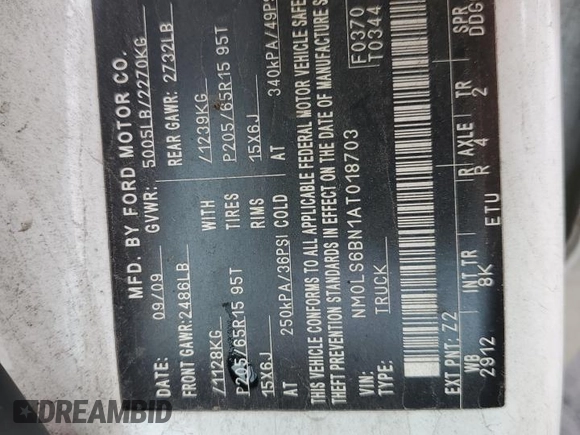 MFD. BY FORD MOTOR CO.
DATE: 09/09 GVWR: 5005LB/2270KG
FRONT GAWR: 2486LB REAR GAWR: 2732LB
/1128KG WITH /1239KG
P205/65R15 95T TIRES P205/65R15 95T
15X6J RIMS 15X6J
AT 250kPA/36PSI COLD AT 340kPA/49PS
THIS VEHICLE CONFORMS TO ALL APPLICABLE FEDERAL MOTOR VEHICLE SAFE
THEFT PREVENTION STANDARDS IN EFFECT ON THE DATE OF MANUFACTURE S
VIN: NM0LS6BN1AT018703 F0370
TYPE: TRUCK T0344
EXT PNT: Z2
WB INT TR R AXLE TR SPR
2912 8K R 4 2 DDG
ETU
DREAMBID